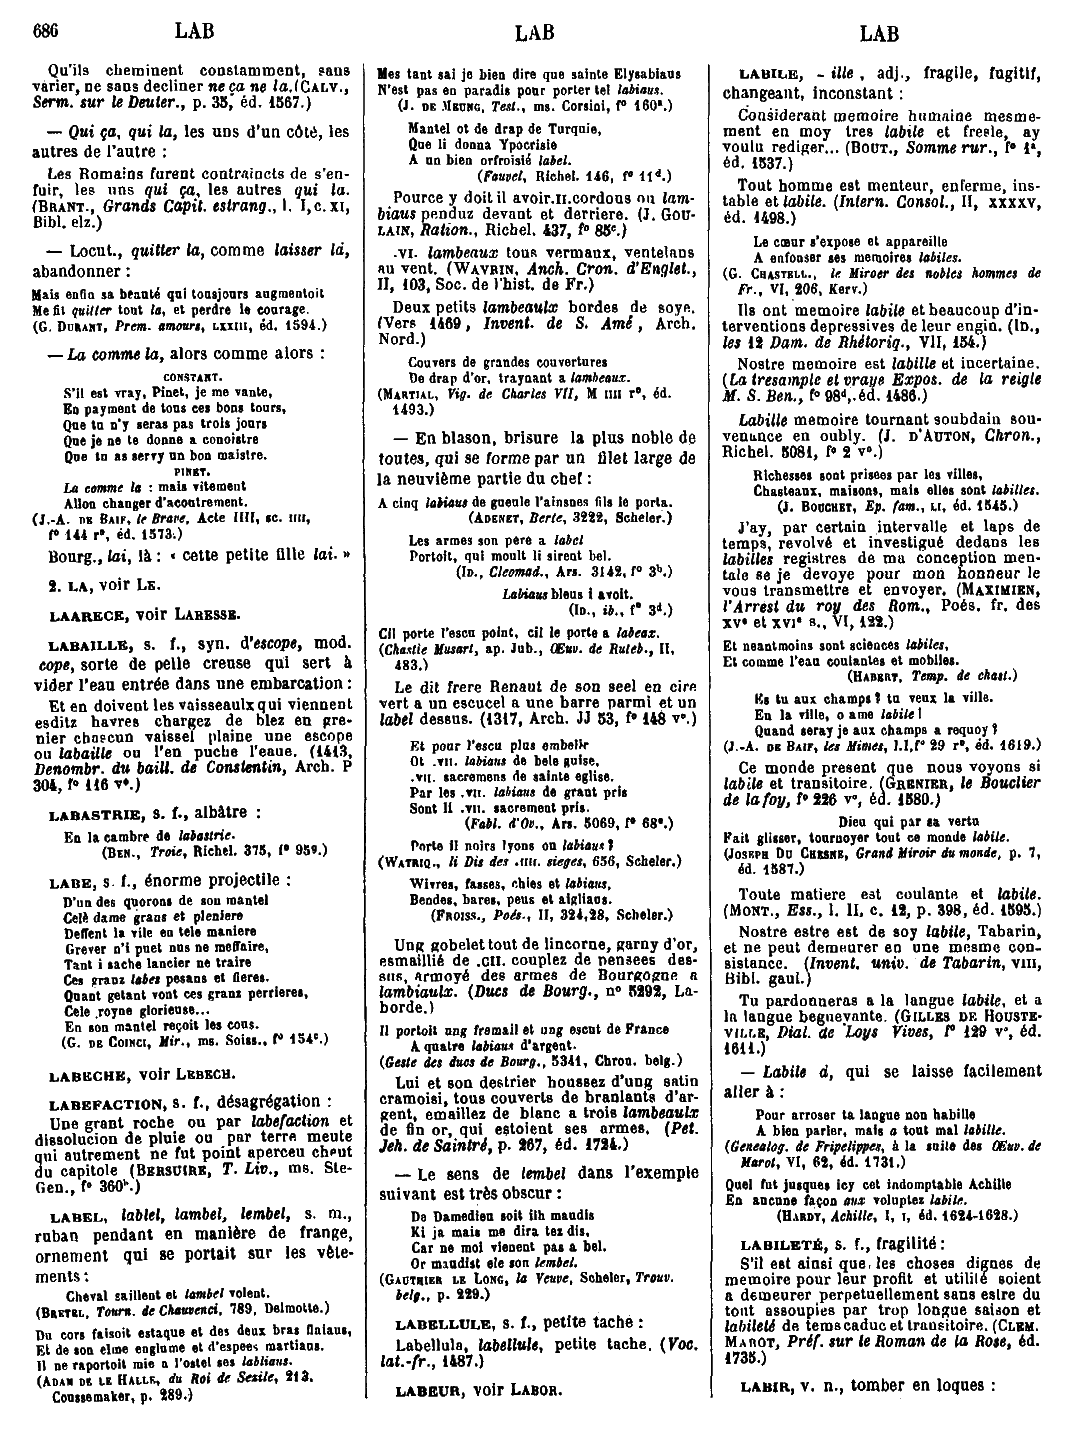 686 LAB LAB LAB
Qu'ils cheminent constamment, sans
varier, ne sans decliner ne ça ne la. (CALV.,
Serm. sur le Deuter., p. 35, éd. 1567.)
— Qui ça, qui la, les uns d'un côté, les
autres de l'autre :
Les Romains furent contraincts de s'en-
fuir, les uns qui ça, les autres qui la.
(BRANT., Grands Capit. estrang., l. I, c. XI,
Bibl. elz.)
— Locut., quitter la, comme laisser là,
abandonner :
Mais enfin sa beauté qui tousjours augmentoit
Me fit quitter tout la, et perdre le courage.
(G. DURANT, Prem. amours, LXXIII, éd. 1594.)
— La comme la, alors comme alors :
CONSTANT.
S'il est vray, Pinet, je me vante,
En payment de tous ces bons tours,
Que tu n'y seras pas trois jours
Que je ne te donne a conoistre
Que tu as servy un bon maistre.
PINET.
La comme la : mais vitement
Allon changer d'acoutrement.
(J.-A. DE BAIF, le Brave, Acte IIII, sc. IIII,
f° 144 r°, éd. 1573.)
Bourg., lai, là : « cette petite fille lai. »
2. LA, voir LE.
LAARECE, voir LARESSE.
LABAILLE, s. f., syn. d'escope, mod.
cope, sorte de pelle creuse qui sert à
vider l'eau entrée dans une embarcation :
Et en doivent les vaisseaulx qui viennent
esditz havres chargez de blez en gre-
nier chascun vaissel plaine une escope
ou labaille ou l'en puche l'eaue. (1413,
Denombr. du baill. de Constentin, Arch. P
304, f° 116 v°.)
LABASTRIE, s. f., albâtre :
En la cambre de labastrie.
(BEN., Troie, Richel. 375, f° 95ᵍ.)
LABE, s. f., énorme projectile :
D'un des quorons de son mantel
Celè dame grans et pleniere
Deffent la vile en tele maniere
Grever n'i puet nus ne meffaire,
Tant i sache lancier ne traire
Ces granz labes pesans et fieres.
Quant getant vont ces granz perrieres,
Cele royne glorieuse...
En son mantel reçoit les cous.
(G. DE COINCI, Mir., ms. Soiss., f° 154ᶜ.)
LABECHE, voir LEBECH.
LABEFACTION, s. f., désagrégation :
Une grant roche ou par labefaction et
dissolucion de pluie ou par terre meute
qui autrement ne fut point aperceu cheut
du capitole (BERSUIRE, T. Liv., ms. Ste-
Gen., f° 360ᵇ.)
LABEL, lablel, lambel, lembel, s. m.,
ruban pendant en manière de frange,
ornement qui se portait sur les vête-
ments :
Cheval saillent et lambel volent.
(BRETEL, Tourn. de Chauvenci, 789, Delmotte.)
Du cors faisoit estaque et des deux bras finiaus,
Et de son elme englume et d'espees martiaus.
Il ne raportoit mie a l'ostel ses labliaus.
(ADAM DE LE HALLE, du Roi de Sezile, 213,
Coussemaker, p. 289.)
Mes tant sai je bien dire que sainte Elysabiaus
N'est pas en paradis pour porter tel labiaus.
(J. DE MEUNG, Test., ms. Corsini, f° 160ᵃ.)
Mantel ot de drap de Turquie,
Que li donna Ypocrisie
A un bien orfroisié label.
(Fauvel, Richel. 146, f° 11ᵈ.)
Pource y doit il avoir .II. cordons ou lam-
biaus penduz devant et derriere. (J. GOU-
LAIN, Ration., Richel. 437, f° 85ᶜ.)
.VI. lambeaux tous vermaux, ventelans
au vent. (WAVRIN, Anch. Cron. d'Englet.,
II, 103, Soc. de l'hist. de Fr.)
Deux petits lambeaulx bordes de soye.
(Vers 1469, Invent. de S. Amé, Arch.
Nord.)
Couvers de grandes couvertures
De drap d'or, traynant a lambeaux.
(MARTIAL, Vig. de Charles VII, M IIII r°, éd.
1493.)
— En blason, brisure la plus noble de
toutes, qui se forme par un filet large de
la neuvième partie du chef :
A cinq labiaus de gueule l'ainsnes fils le porta.
(ADENET, Berte, 3222, Scheler.)
Les armes son pere a label
Portoit, qui moult li sirent bel.
(ID., Cleomad., Ars. 3142, f° 3ᵇ.)
Labiaus bleus i avoit.
(ID., ib., f° 3ᵈ.)
Cil porte l'escu point, cil le porte a labeax.
(Chastie Musart, ap. Jub., Œuv. de Ruteb., II,
483.)
Le dit frere Renaut de son seel en cire
vert a un escucel a une barre parmi et un
label dessus. (1317, Arch. JJ 53, f° 148 v°.)
Et pour l'escu plus embelir
Ot .VII. labiaus de bele guise,
.VII. sacremens de sainte eglise.
Par les .VII. labiaus de grant pris
Sont li .VII. sacrement pris.
(Fabl. d'Ov., Ars. 5069, f° 68ᵃ.)
Porte il noirs lyons ou labiaus ?
(WATRIQ., li Dis des .IIII. sieges, 656, Scheler.)
Wivres, fasses, chies et labiaus,
Bendes, bares, peus et aigliaus.
(FROISS., Poés., II, 324,28, Scheler.)
Ung gobelet tout de lincorne, garny d'or,
esmaillié de .CII. couplez de pensees des-
sus, armoyé des armes de Bourgogne a
lambiaulx. (Ducs de Bourg., n° 5292, La-
borde.)
Il portoit ung fremail et ung escut de France
A quatre labiaus d'argent.
(Geste des ducs de Bourg., 5341, Chron. belg.)
Lui et son destrier houssez d'ung satin
cramoisi, tous couverts de branlants d'ar-
gent, emaillez de blanc a trois lambeaulx
de fin or, qui estoient ses armes. (Pet.
Jeh. de Saintré, p. 267, éd. 1724.)
— Le sens de lembel dans l'exemple
suivant est très obscur :
De Damedieu soit ilh maudis
Ki ja mais me dira tez dis,
Car ne moi vienent pas a bel.
Or maudist ele son lembel.
(GAUTHIER LE LONG, la Veuve, Scheler, Trouv.
belg., p. 229.)
LABELLULE, s. f., petite tache :
Labellula, labellule, petite tache. (Voc.
lat.-fr., 1487.)
LABEUR, voir LABOR.
LABILE, - ille, adj., fragile, fugitif,
changeant, inconstant :
Considerant memoire humaine mesme-
ment en moy tres labile et freele, ay
voulu rediger... (BOUT., Somme rur., f° 1ᵃ,
éd. 1537.)
Tout homme est menteur, enferme, ins-
table et labile. (Intern. Consol., II, XXXXV,
éd. 1498.)
Le cœur s'expose et appareille
A enfonser ses memoires labiles.
(G. CHASTELL., le Miroer des nobles hommes de
Fr., VI, 206, Kerv.)
Ils ont memoire labile et beaucoup d'in-
terventions depressives de leur engin. (ID.,
les 12 Dam. de Rhétoriq., VII, 154.)
Nostre memoire est labille et incertaine.
(La tresample et vraye Expos. de la reigle
M. S. Ben., f° 98ᵈ, éd. 1486.)
Labille memoire tournant soubdain sou-
venance en oubly. (J. D'AUTON, Chron.,
Richel. 5081, f° 2 v°.)
Richesses sont prisees par les villes,
Chasteaux, maisons, mais elles sont labilles.
(J. BOUCHET, Ep. fam., LI, éd. 1545.)
J'ay, par certain intervalle et laps de
temps, revolvé et investigué dedans les
labilles registres de ma conception men-
tale se je devoye pour mon honneur le
vous transmettre et envoyer. (MAXIMIEN,
l'Arrest du roy des Rom., Poés. fr. des
XVᵉ et XVIᵉ s., VI, 122.)
Et neantmoins sont sciences labiles,
Et comme l'eau coulantes et mobiles.
(HABERT, Temp. de chast.)
Es tu aux champs ? tu veux la ville.
En la ville, o ame labile !
Quand seray je aux champs a requoy ?
(J.-A. DE BAIF, les Mimes, l. I, f° 29 r°, éd. 1619.)
Ce monde present que nous voyons si
labile et transitoire. (GRENIER, le Bouclier
de la foy, f° 226 v°, éd. 1580.)
Dieu qui par sa vertu
Fait glisser, tournoyer tout ce monde labile.
(JOSEPH DU CHESNE, Grand Miroir du monde, p. 7,
éd. 1587.)
Toute matiere est coulante et labile.
(MONT., Ess., l. II, c. 12, p. 398, éd. 1595.)
Nostre estre est de soy labile, Tabarin,
et ne peut demeurer en une mesme con-
sistance. (Invent. univ. de Tabarin, VIII,
Bibl. gaul.)
Tu pardonneras a la langue labile, et a
la langue begueyante. (GILLES DE HOUSTE-
VILLE, Dial. de Loys Vives, f° 129 v°, éd.
1611.)
— Labile à, qui se laisse facilement
aller à :
Pour arroser ta langue non habille
A bien parler, mais a tout mal labille.
(Genealog. de Fripelippes, à la suite des Œuv. de
Marot, VI, 62, éd. 1731.)
Quel fut jusques icy cet indomptable Achille
En aucune façon aux voluptez labile.
(HARDY, Achille, I, I, éd. 1624-1628.)
LABILETÉ, s. f., fragilité :
S'il est ainsi que les choses dignes de
memoire pour leur profit et utilité soient
a demeurer perpetuellement sans estre du
tout assoupies par trop longue saison et
labileté de tems caduc et transitoire. (CLEM.
MAROT, Préf. sur le Roman de la Rose, éd.
1735.)
LABIR, v. n., tomber en loques :